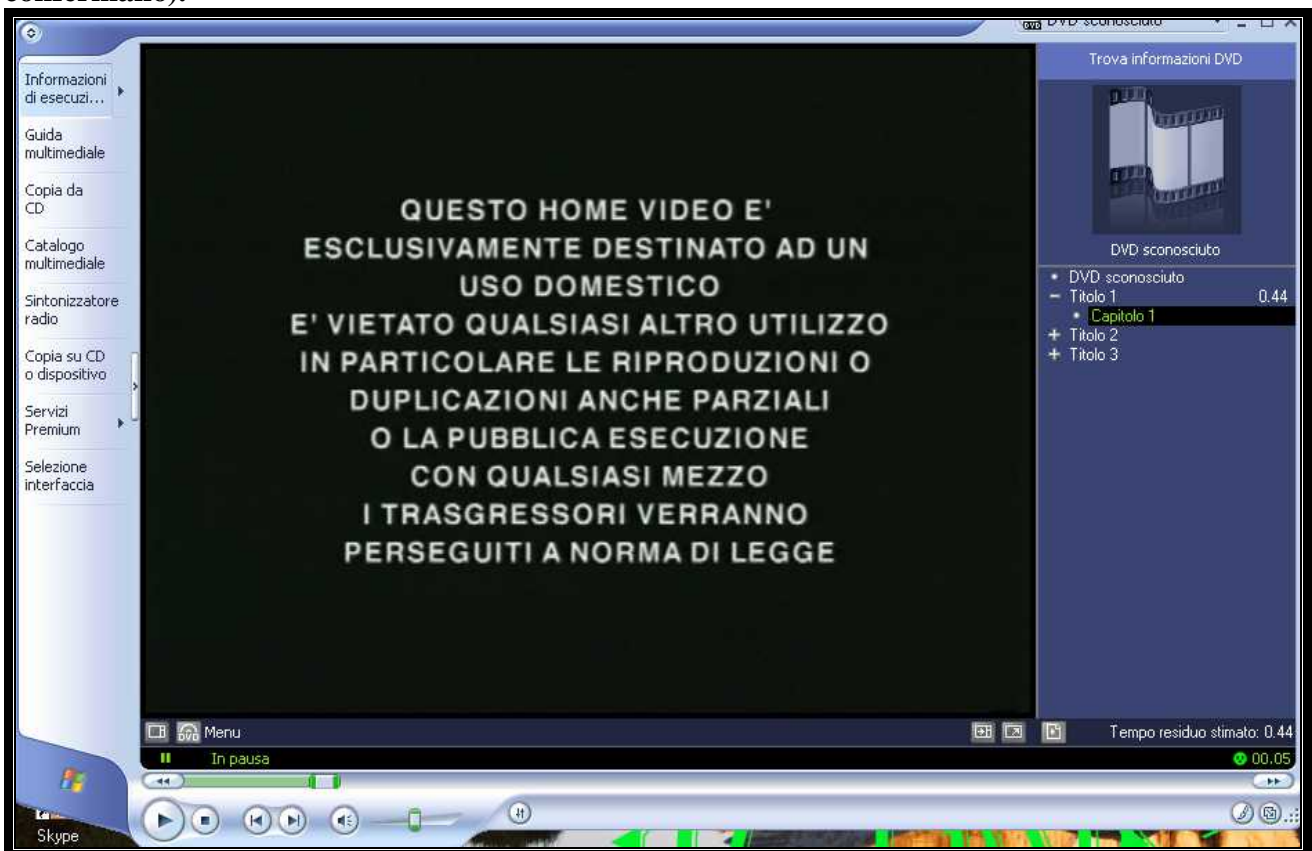 DVD sconosciuto
Trova informazioni DVD
Informazioni
di esecuzi...
Guida
multimediale
Copia da
CD
Catalogo
multimediale
Sintonizzatore
radio
Copia su CD
o dispositivo
Servizi
Premium
Selezione
interfaccia
QUESTO HOME VIDEO E'
ESCLUSIVAMENTE DESTINATO AD UN
USO DOMESTICO
E' VIETATO QUALSIASI ALTRO UTILIZZO
IN PARTICOLARE LE RIPRODUZIONI O
DUPLICAZIONI ANCHE PARZIALI
O LA PUBBLICA ESECUZIONE
CON QUALSIASI MEZZO
I TRASGRESSORI VERRANNO
PERSEGUITI A NORMA DI LEGGE
DVD sconosciuto
DVD sconosciuto
Titolo 1 0.44
Capitolo 1
Titolo 2
Titolo 3
DVD Menu
Tempo residuo stimato: 0.44
In pausa
00.05
Skype